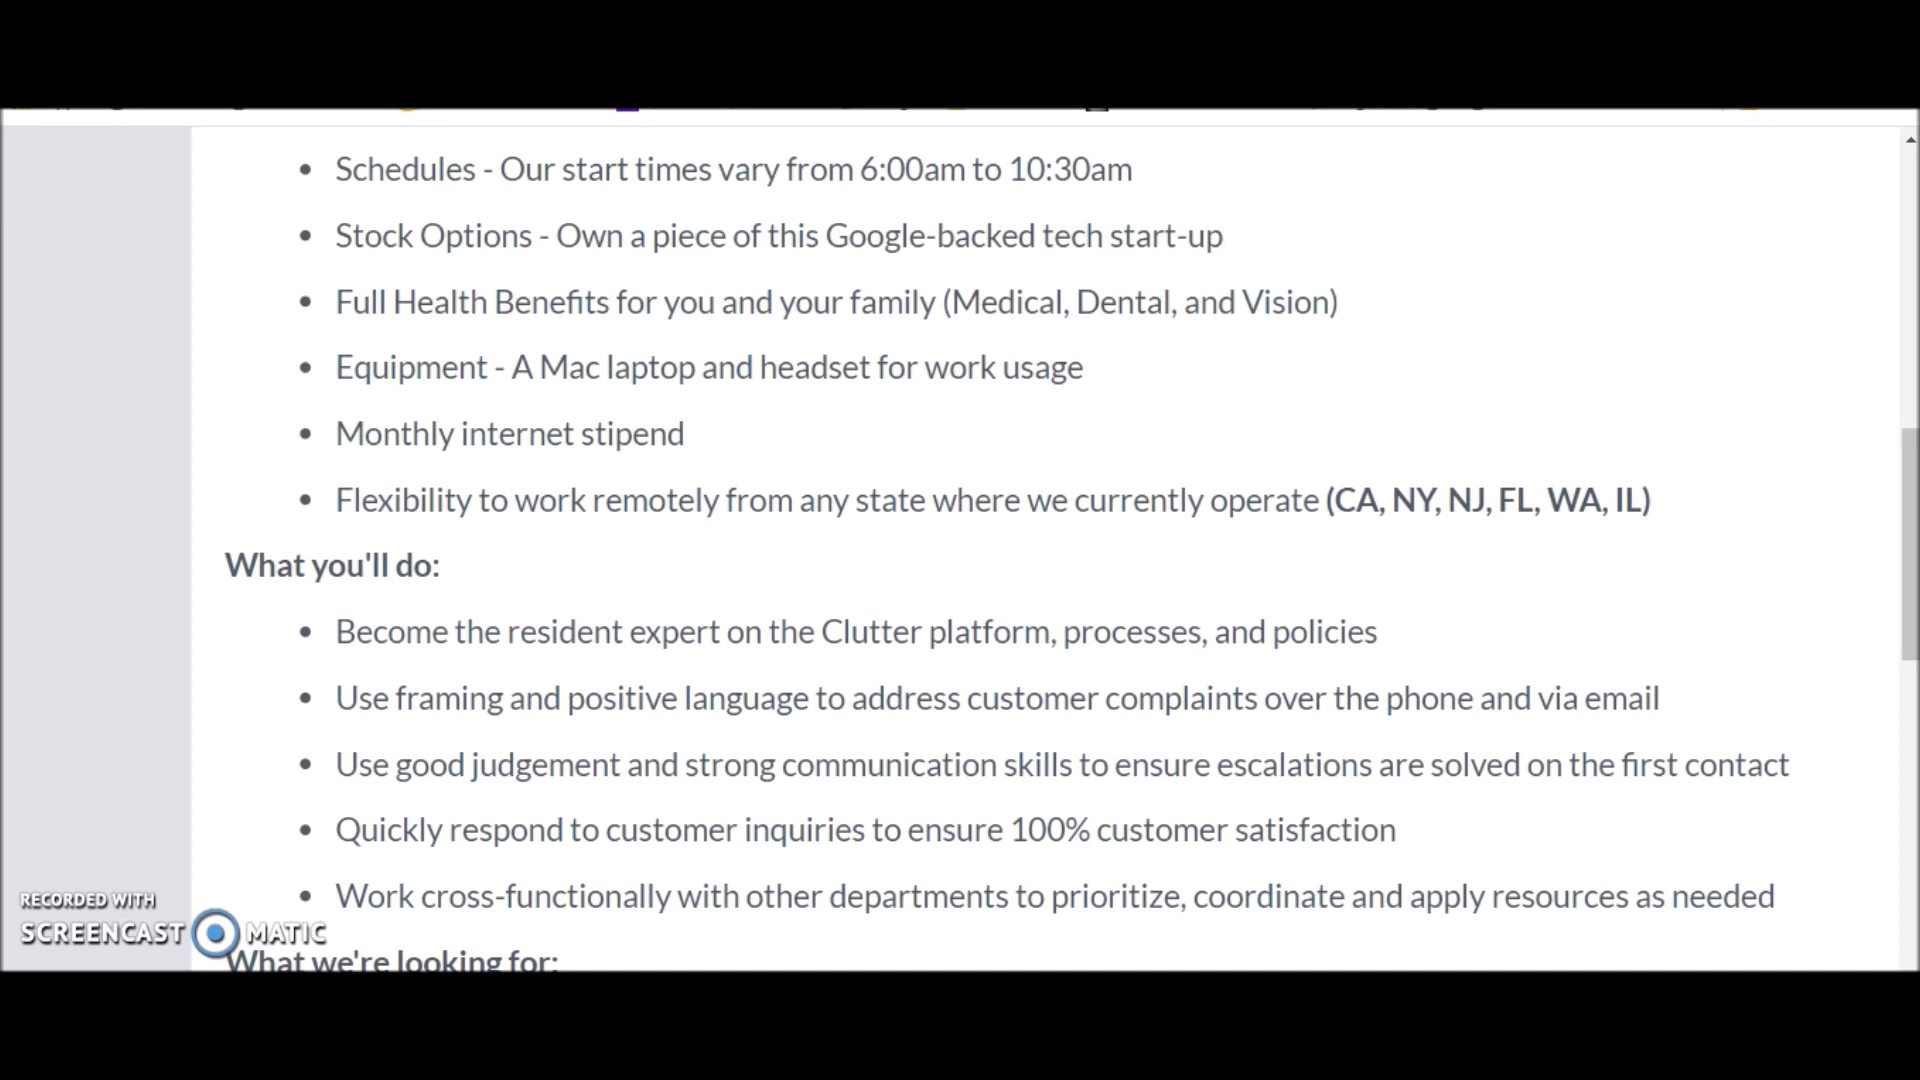 • Schedules - Our start times vary from 6:00am to 10:30am
• Stock Options - Own a piece of this Google-backed tech start-up
• Full Health Benefits for you and your family (Medical, Dental, and Vision)
• Equipment - A Mac laptop and headset for work usage
• Monthly internet stipend
• Flexibility to work remotely from any state where we currently operate (CA, NY, NJ, FL, WA, IL)
What you'll do:
• Become the resident expert on the Clutter platform, processes, and policies
• Use framing and positive language to address customer complaints over the phone and via email
• Use good judgement and strong communication skills to ensure escalations are solved on the first contact
• Quickly respond to customer inquiries to ensure 100% customer satisfaction
• Work cross-functionally with other departments to prioritize, coordinate and apply resources as needed
What we're looking for:
RECORDED WITH
SCREENCAST MATIC